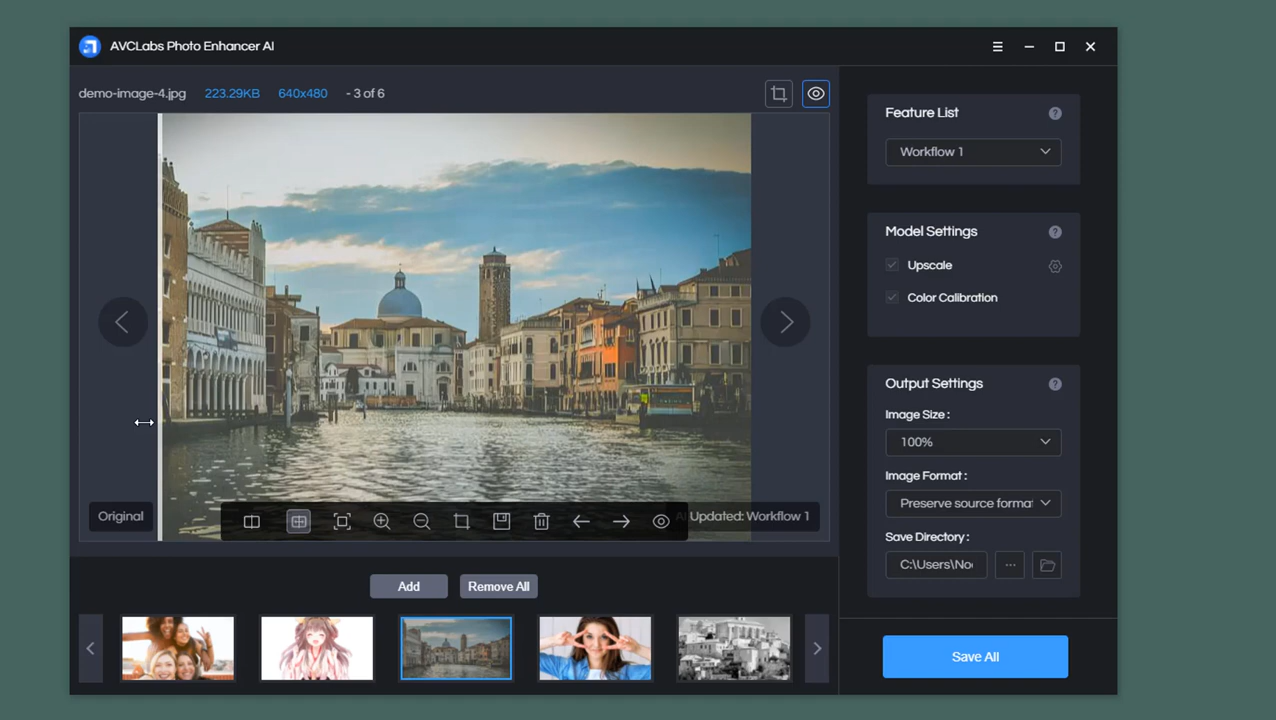 AVCLabs Photo Enhancer AI
demo-image-4.jpg 223.29KB 640x480 - 3 of 6
Original
Updated: Workflow 1
Add
Remove All
Feature List
Workflow 1
Model Settings
Upscale
Color Calibration
Output Settings
Image Size :
100%
Image Format :
Preserve source forma
Save Directory :
C:\Users\No
...
Save All